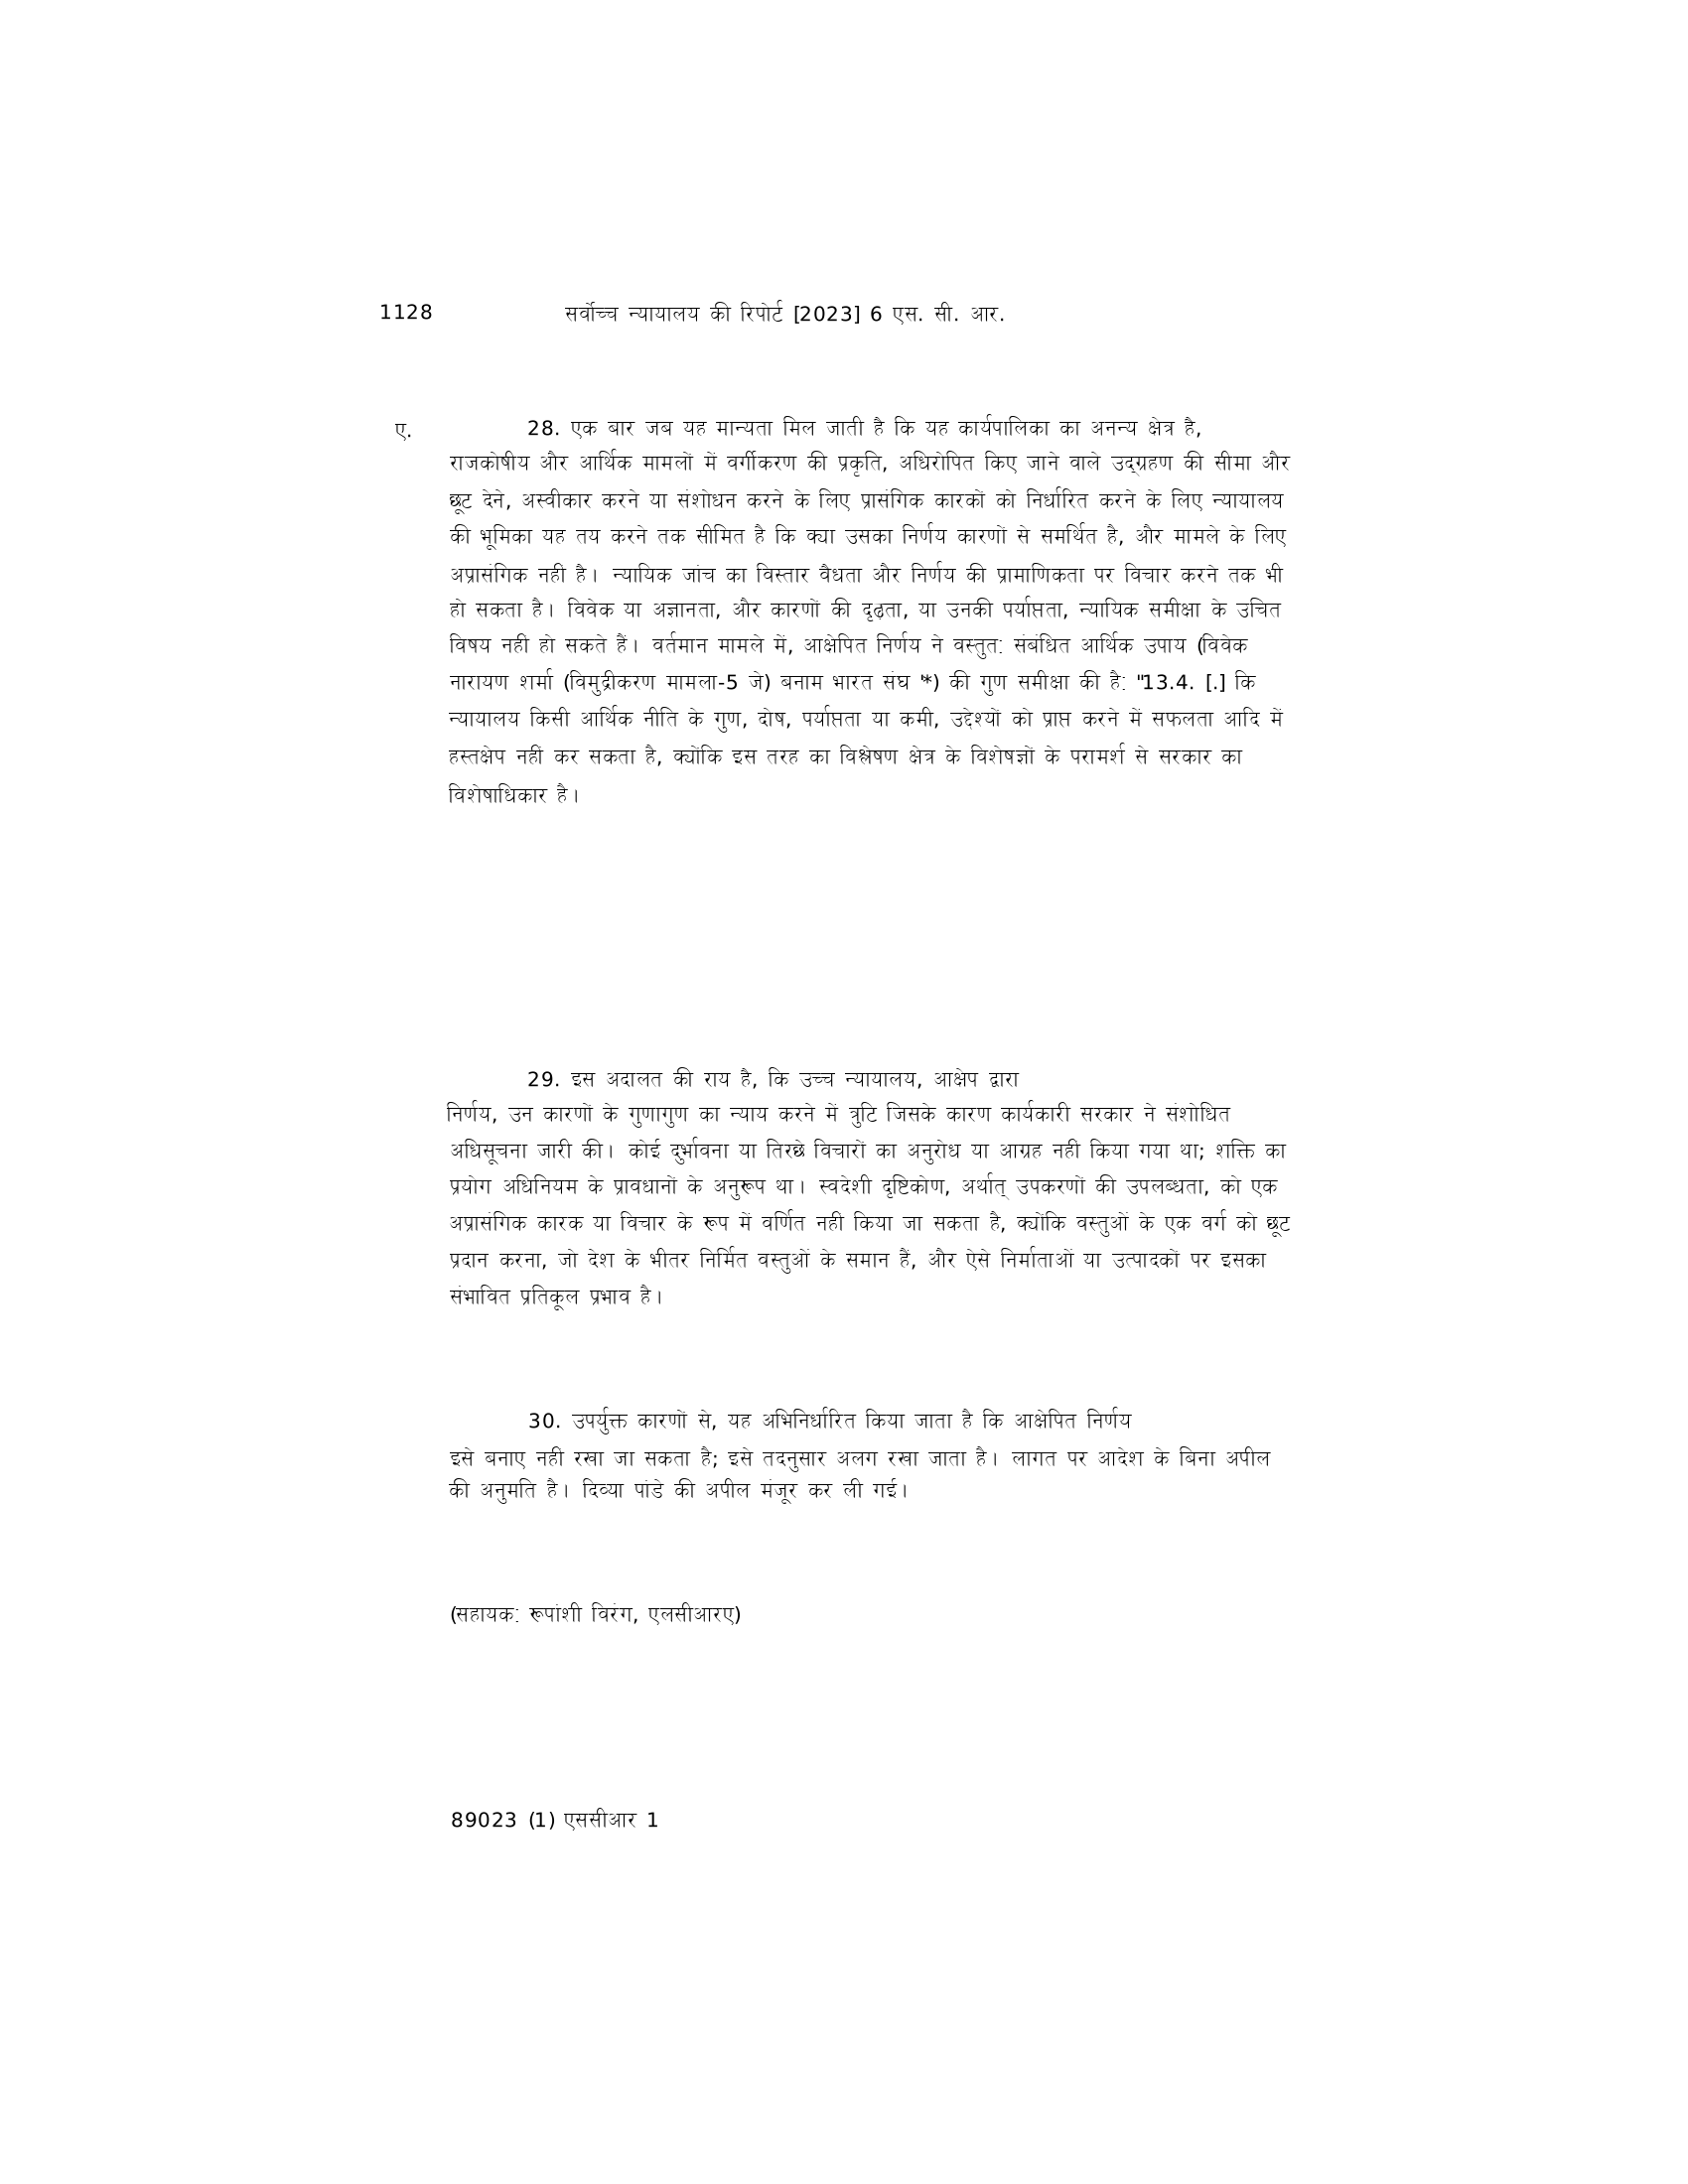 1128 सर्वोच्च न्यायालय की रिपोर्ट [2023] 6 एस. सी. आर.
ए. 28. एक बार जब यह मान्यता मिल जाती है कि यह कार्यपालिका का अनन्य क्षेत्र है,
राजकोषीय और आर्थिक मामलों में वर्गीकरण की प्रकृति, अधिरोपित किए जाने वाले उद्ग्रहण की सीमा और
छूट देने, अस्वीकार करने या संशोधन करने के लिए प्रासंगिक कारकों को निर्धारित करने के लिए न्यायालय
की भूमिका यह तय करने तक सीमित है कि क्या उसका निर्णय कारणों से समर्थित है, और मामले के लिए
अप्रासंगिक नही है। न्यायिक जांच का विस्तार वैधता और निर्णय की प्रामाणिकता पर विचार करने तक भी
हो सकता है। विवेक या अज्ञानता, और कारणों की दृढ़ता, या उनकी पर्याप्तता, न्यायिक समीक्षा के उचित
विषय नही हो सकते हैं। वर्तमान मामले में, आक्षेपित निर्णय ने वस्तुत: संबंधित आर्थिक उपाय (विवेक
नारायण शर्मा (विमुद्रीकरण मामला-5 जे) बनाम भारत संघ '*) की गुण समीक्षा की है: "13.4. [.] कि
न्यायालय किसी आर्थिक नीति के गुण, दोष, पर्याप्तता या कमी, उद्देश्यों को प्राप्त करने में सफलता आदि में
हस्तक्षेप नहीं कर सकता है, क्योंकि इस तरह का विश्लेषण क्षेत्र के विशेषज्ञों के परामर्श से सरकार का
विशेषाधिकार है।
29. इस अदालत की राय है, कि उच्च न्यायालय, आक्षेप द्वारा
निर्णय, उन कारणों के गुणागुण का न्याय करने में त्रुटि जिसके कारण कार्यकारी सरकार ने संशोधित
अधिसूचना जारी की। कोई दुर्भावना या तिरछे विचारों का अनुरोध या आग्रह नही किया गया था; शक्ति का
प्रयोग अधिनियम के प्रावधानों के अनुरूप था। स्वदेशी दृष्टिकोण, अर्थात् उपकरणों की उपलब्धता, को एक
अप्रासंगिक कारक या विचार के रूप में वर्णित नही किया जा सकता है, क्योंकि वस्तुओं के एक वर्ग को छूट
प्रदान करना, जो देश के भीतर निर्मित वस्तुओं के समान हैं, और ऐसे निर्माताओं या उत्पादकों पर इसका
संभावित प्रतिकूल प्रभाव है।
30. उपर्युक्त कारणों से, यह अभिनिर्धारित किया जाता है कि आक्षेपित निर्णय
इसे बनाए नही रखा जा सकता है; इसे तदनुसार अलग रखा जाता है। लागत पर आदेश के बिना अपील
की अनुमति है। दिव्या पांडे की अपील मंजूर कर ली गई।
(सहायक: रूपांशी विरंग, एलसीआरए)
89023 (1) एससीआर 1